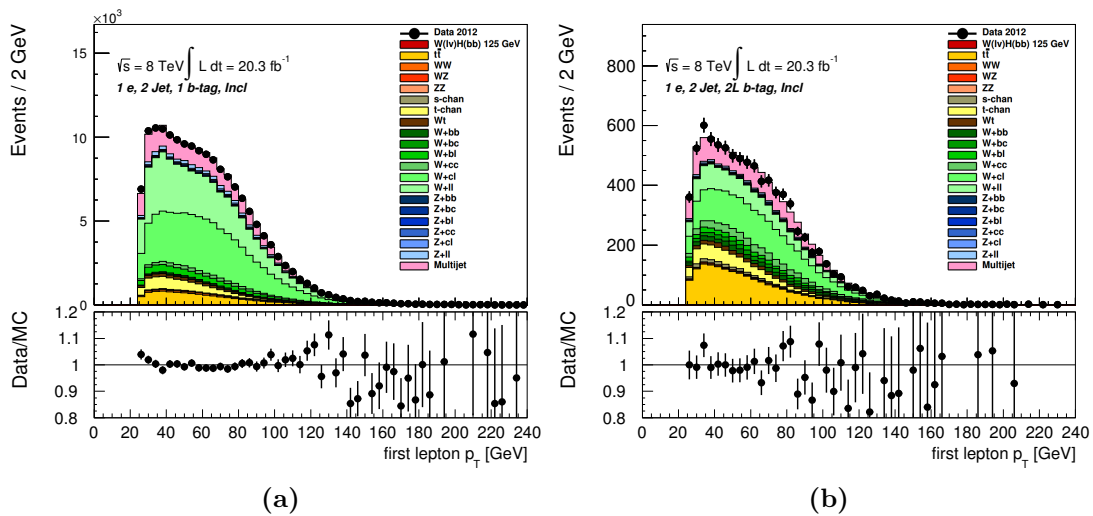 ×10³
15
10
5
0
Events / 2 GeV
√s = 8 TeV ∫ L dt = 20.3 fb⁻¹
1 e, 2 Jet, 1 b-tag, Incl
Data 2012
W(lv)H(bb) 125 GeV
tt̄
WW
WZ
ZZ
s-chan
t-chan
Wt
W+bb
W+bc
W+bl
W+cc
W+cl
W+ll
Z+bb
Z+bc
Z+bl
Z+cc
Z+cl
Z+ll
Multijet
1.2
1.1
1
0.9
0.8
Data/MC
0 20 40 60 80 100 120 140 160 180 200 220 240
first lepton p_T [GeV]
(a)
800
600
400
200
0
Events / 2 GeV
√s = 8 TeV ∫ L dt = 20.3 fb⁻¹
1 e, 2 Jet, 2L b-tag, Incl
Data 2012
W(lv)H(bb) 125 GeV
tt̄
WW
WZ
ZZ
s-chan
t-chan
Wt
W+bb
W+bc
W+bl
W+cc
W+cl
W+ll
Z+bb
Z+bc
Z+bl
Z+cc
Z+cl
Z+ll
Multijet
1.2
1.1
1
0.9
0.8
Data/MC
0 20 40 60 80 100 120 140 160 180 200 220 240
first lepton p_T [GeV]
(b)